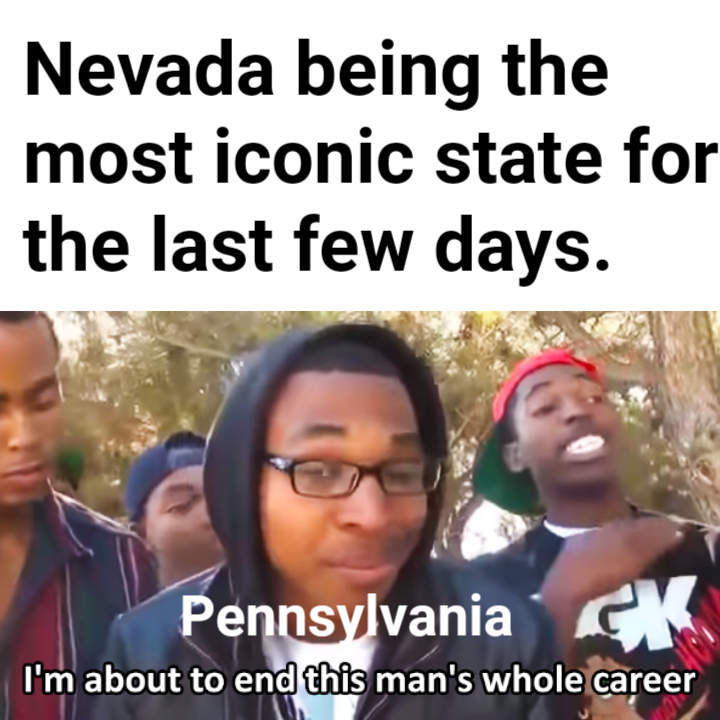 Nevada being the
most iconic state for
the last few days.
GK
Pennsylvania
I'm about to end this man's whole career